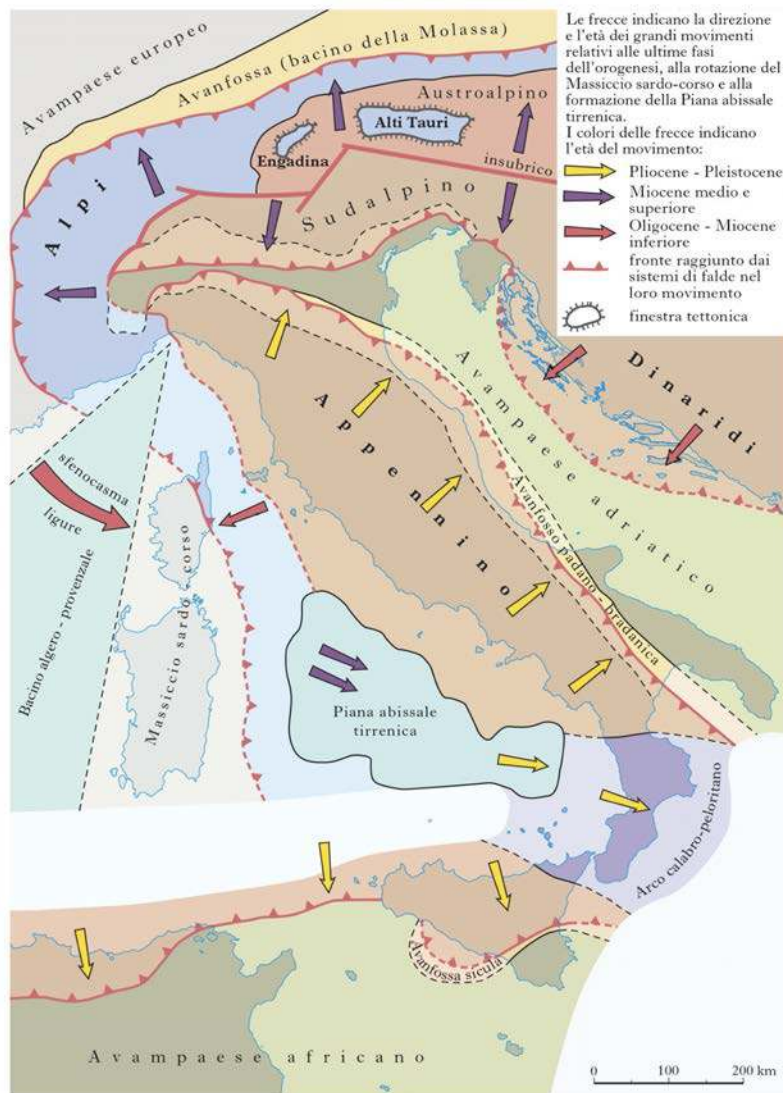 Le frecce indicano la direzione
e l'età dei grandi movimenti
relativi alle ultime fasi
dell'orogenesi, alla rotazione del
Massiccio sardo-corso e alla
formazione della Piana abissale
tirrenica.
I colori delle frecce indicano
l'età del movimento:
Pliocene - Pleistocene
Miocene medio e
superiore
Oligocene - Miocene
inferiore
fronte raggiunto dai
sistemi di falde nel
loro movimento
finestra tettonica
Avampaese europeo
Avanfossa (bacino della Molassa)
Austroalpino
Alti Tauri
Engadina
insubrico
Alpi
Sudalpino
Dinaridi
Avampaese adriatico
Appennino
Avanfosso padano - bradanica
sfenocasma
ligure
Bacino algero - provenzale
Massiccio sardo - corso
Piana abissale
tirrenica
Arco calabro-peloritano
Avanfossa sicula
Avampaese africano
0 100 200 km